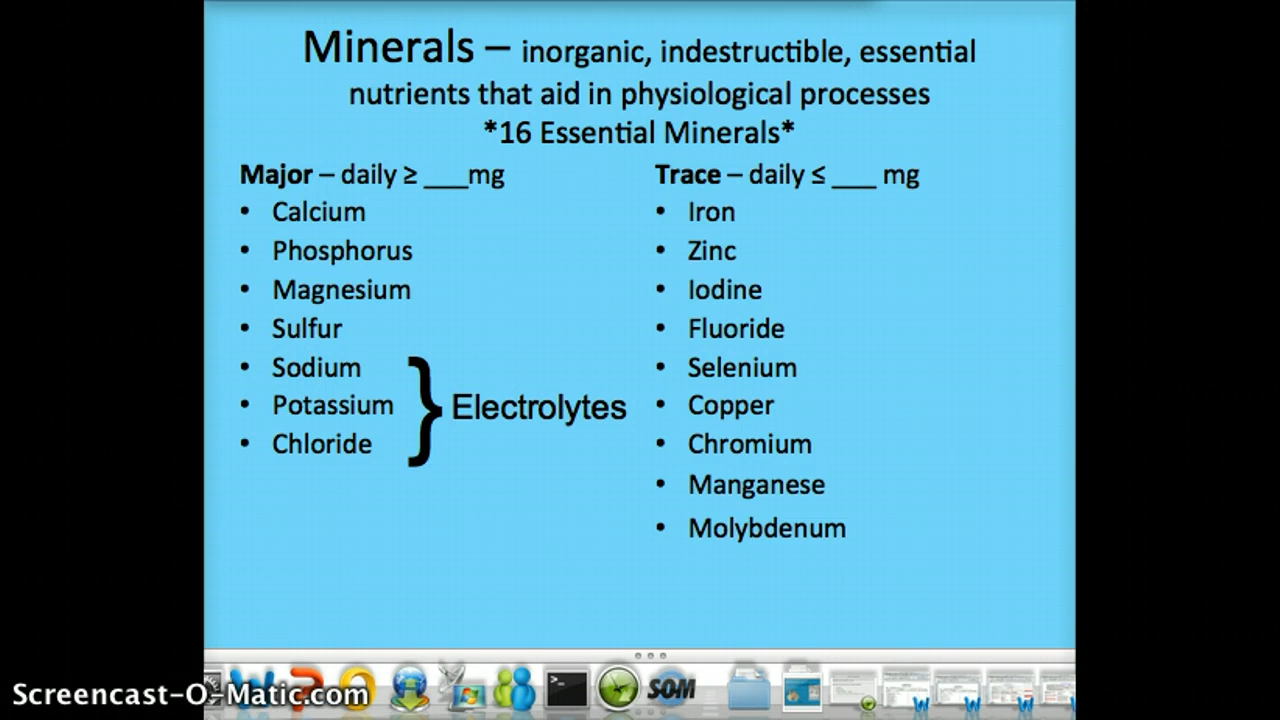 Minerals – inorganic, indestructible, essential
nutrients that aid in physiological processes
*16 Essential Minerals*
Major – daily ≥ ___mg
• Calcium
• Phosphorus
• Magnesium
• Sulfur
• Sodium
• Potassium
• Chloride
} Electrolytes
Trace – daily ≤ ___ mg
• Iron
• Zinc
• Iodine
• Fluoride
• Selenium
• Copper
• Chromium
• Manganese
• Molybdenum
SOM
Screencast-O-Matic.com